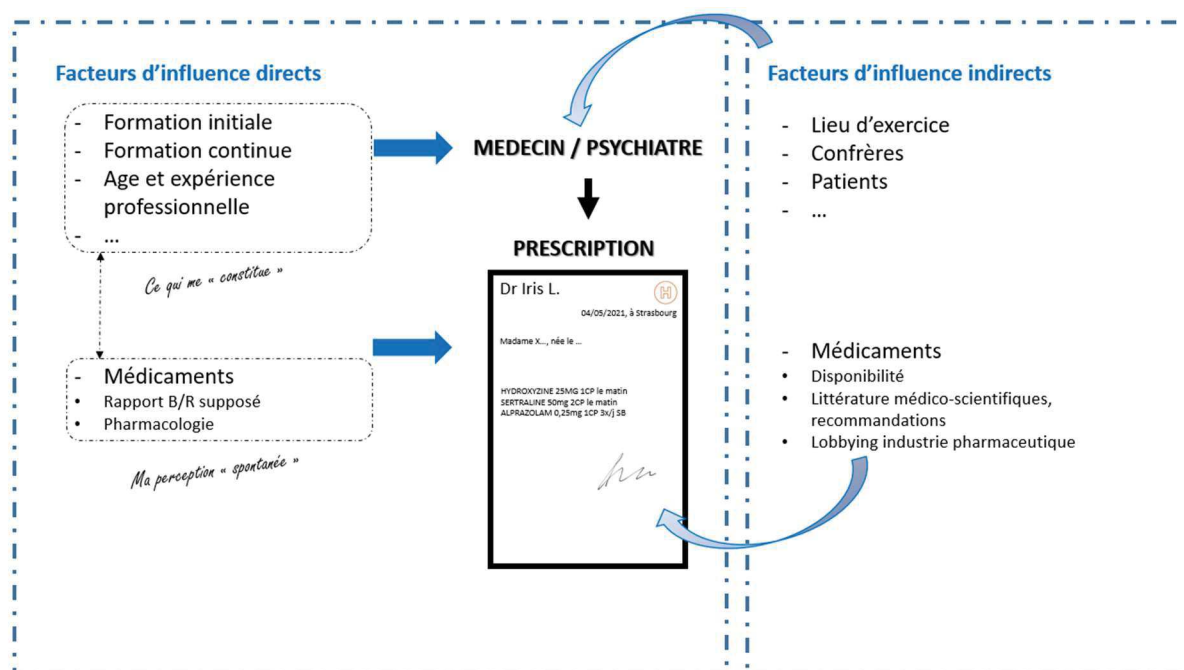 Facteurs d’influence directs
- Formation initiale
- Formation continue
- Age et expérience
professionnelle
- ...
Ce qui me « constitue »
- Médicaments
• Rapport B/R supposé
• Pharmacologie
Ma perception « spontanée »
MEDECIN / PSYCHIATRE
PRESCRIPTION
Dr Iris L.
H
04/05/2021, à Strasbourg
Madame X..., née le ...
HYDROXYZINE 25MG 1CP le matin
SERTRALINE 50mg 2CP le matin
ALPRAZOLAM 0,25mg 1CP 3x/j SB
Facteurs d’influence indirects
- Lieu d’exercice
- Confrères
- Patients
- ...
- Médicaments
• Disponibilité
• Littérature médico-scientifiques,
recommandations
• Lobbying industrie pharmaceutique